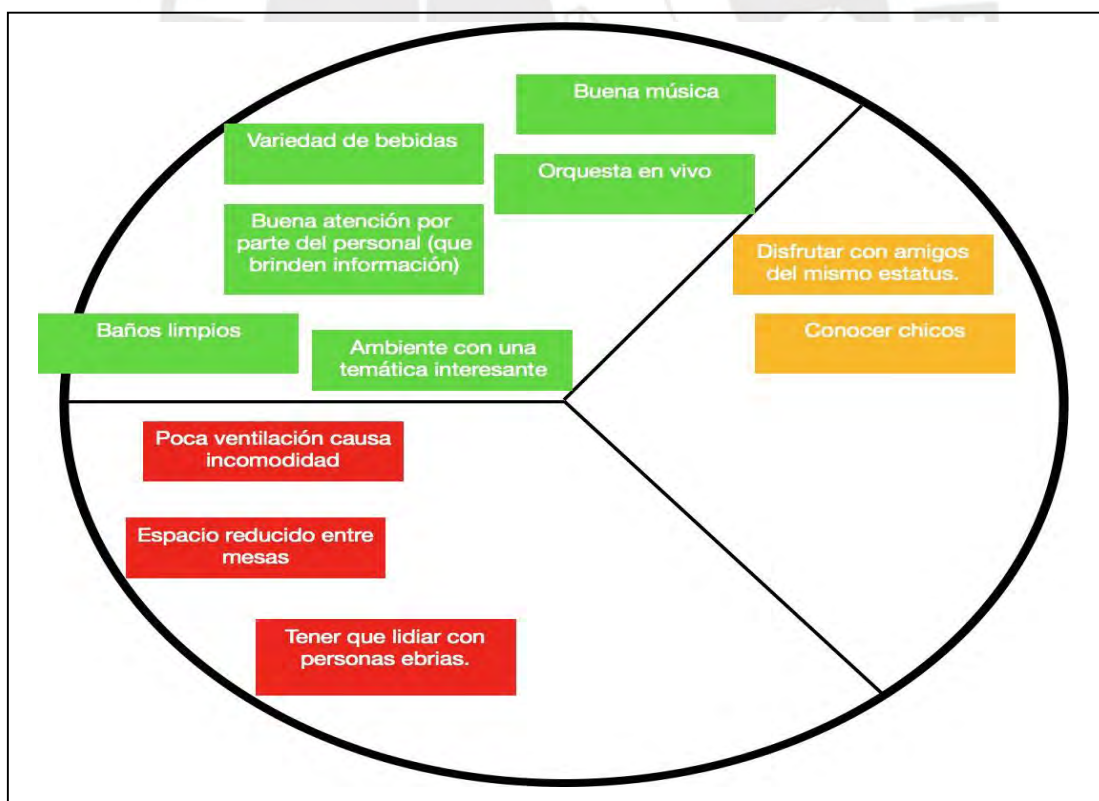 Buena música
Variedad de bebidas
Orquesta en vivo
Buena atención por
parte del personal (que
brinden información)
Baños limpios
Ambiente con una
temática interesante
Disfrutar con amigos
del mismo estatus.
Conocer chicos
Poca ventilación causa
incomodidad
Espacio reducido entre
mesas
Tener que lidiar con
personas ebrias.